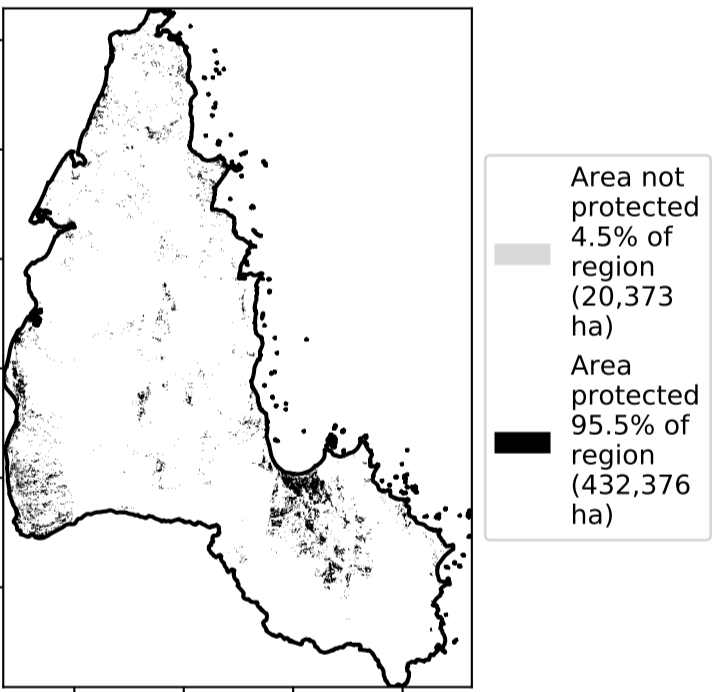 Area not
protected
4.5% of
region
(20,373
ha)
Area
protected
95.5% of
region
(432,376
ha)